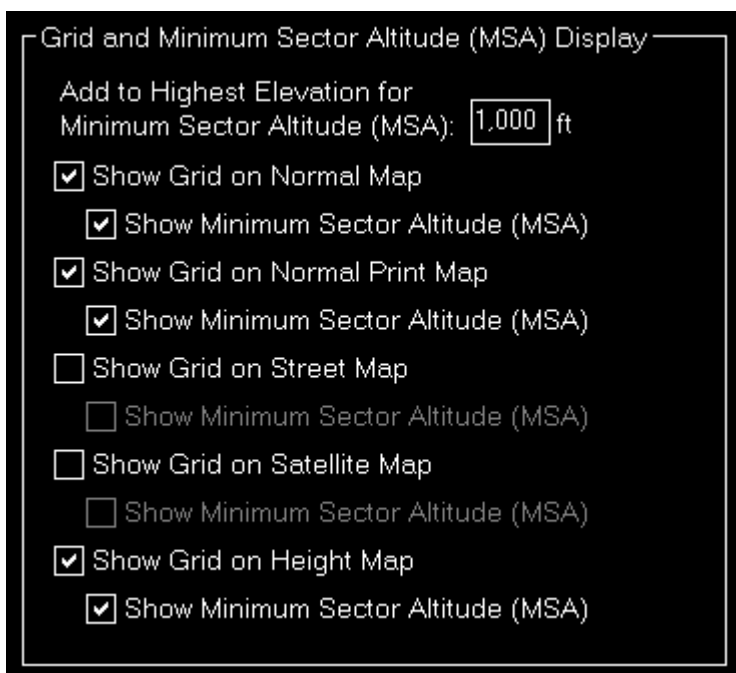 Grid and Minimum Sector Altitude (MSA) Display
Add to Highest Elevation for
Minimum Sector Altitude (MSA): 1,000 ft
Show Grid on Normal Map
Show Minimum Sector Altitude (MSA)
Show Grid on Normal Print Map
Show Minimum Sector Altitude (MSA)
Show Grid on Street Map
Show Minimum Sector Altitude (MSA)
Show Grid on Satellite Map
Show Minimum Sector Altitude (MSA)
Show Grid on Height Map
Show Minimum Sector Altitude (MSA)